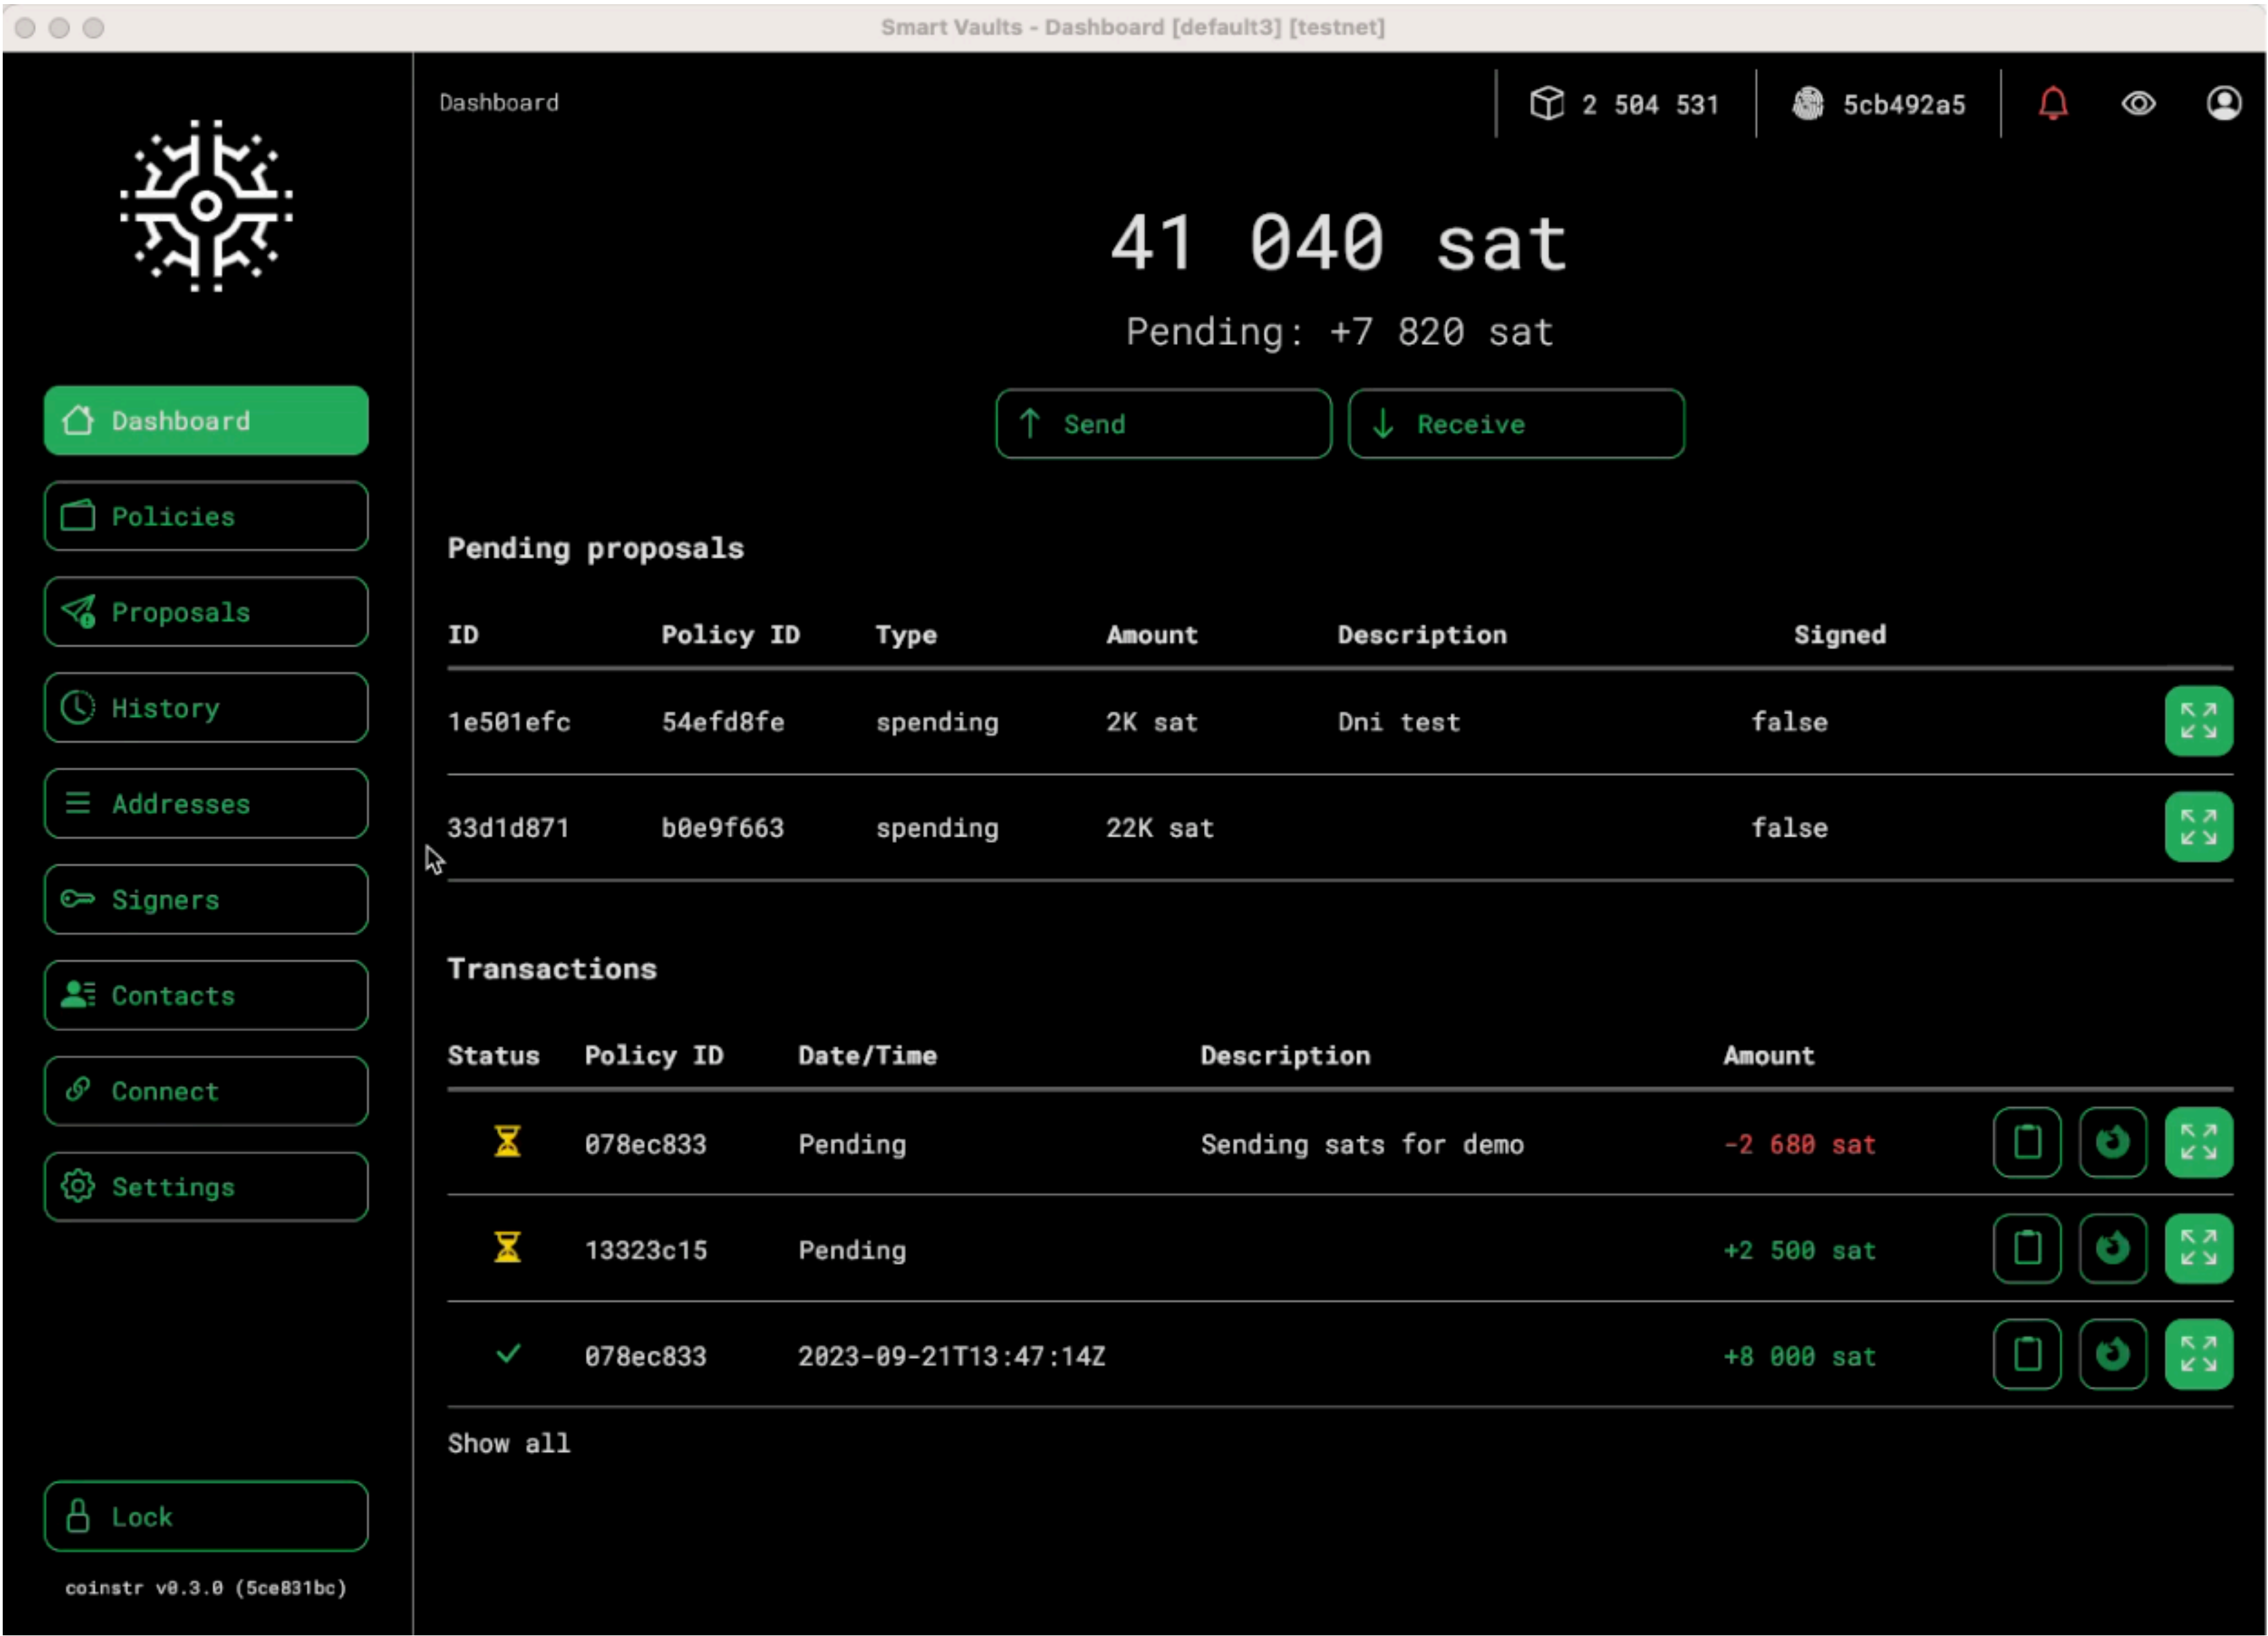 Smart Vaults - Dashboard [default3] [testnet]
Dashboard
2 504 531
5cb492a5
41 040 sat
Pending: +7 820 sat
Send
Receive
Dashboard
Policies
Proposals
History
Addresses
Signers
Contacts
Connect
Settings
Lock
coinstr v0.3.0 (5ce831bc)
Pending proposals
ID Policy ID Type Amount Description Signed
1e501efc 54efd8fe spending 2K sat Dni test false
33d1d871 b0e9f663 spending 22K sat false
Transactions
Status Policy ID Date/Time Description Amount
078ec833 Pending Sending sats for demo -2 680 sat
13323c15 Pending +2 500 sat
078ec833 2023-09-21T13:47:14Z +8 000 sat
Show all